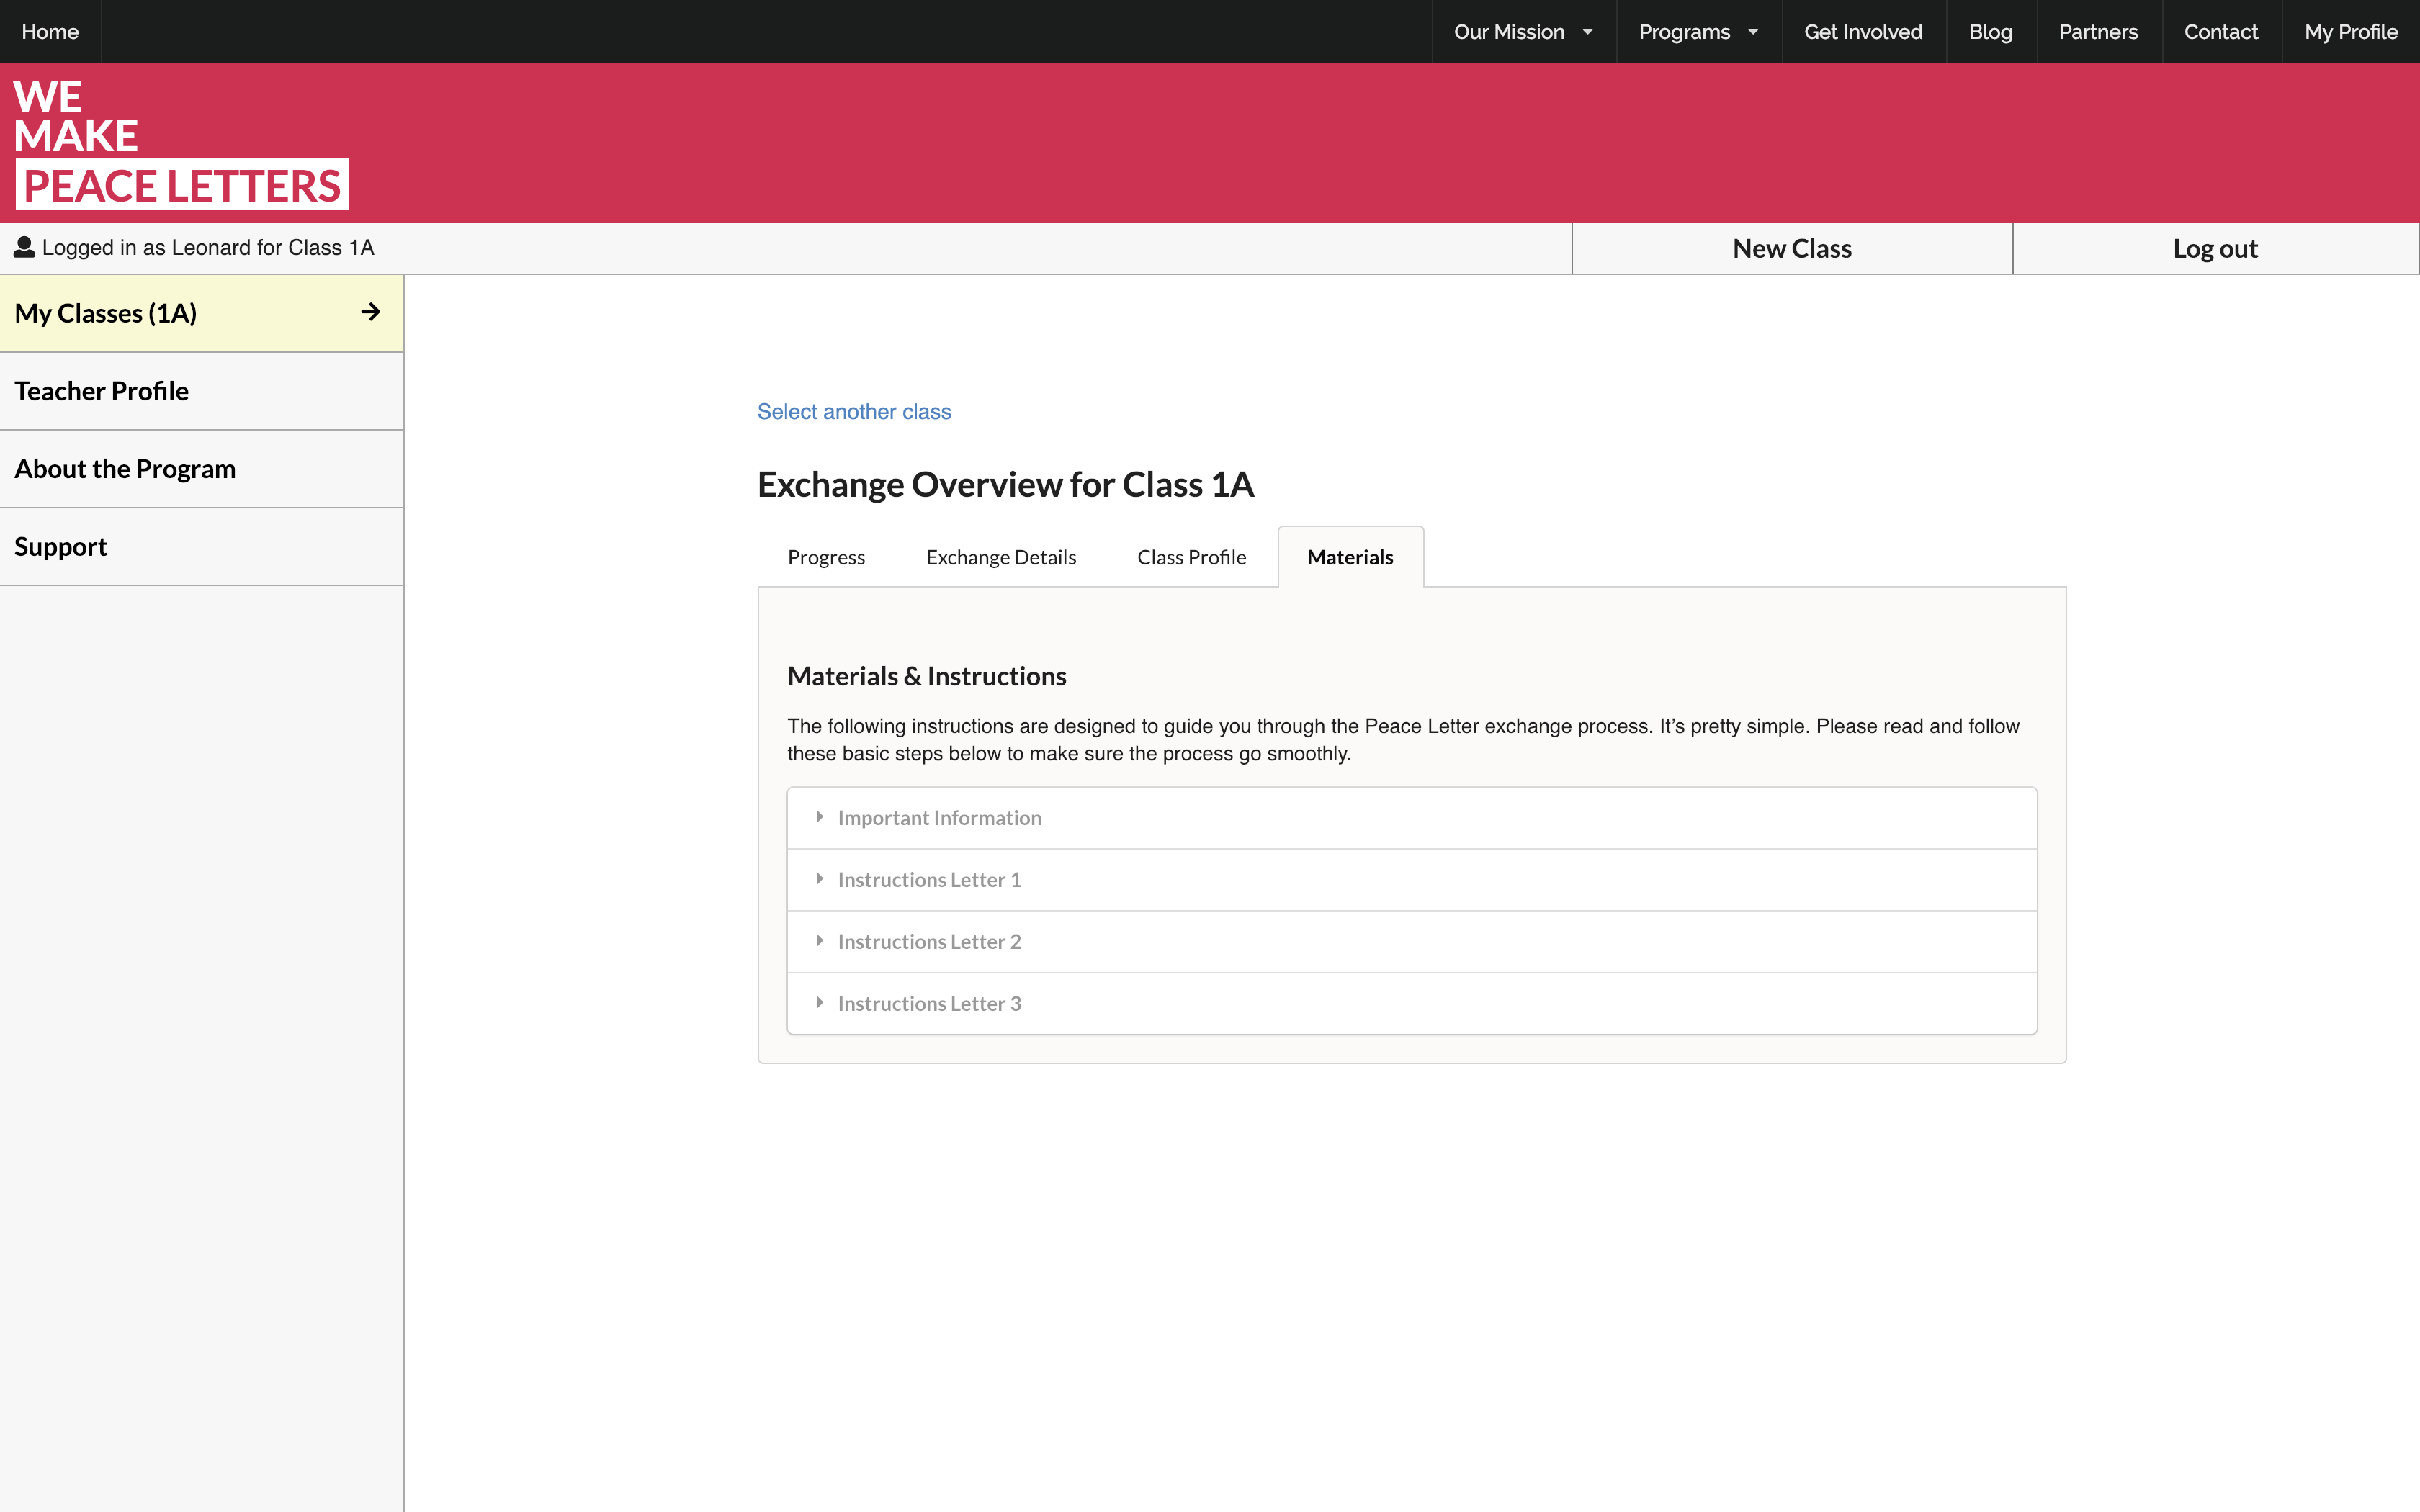 Home
Our Mission
Programs
Get Involved
Blog
Partners
Contact
My Profile
WE
MAKE
PEACE LETTERS
Logged in as Leonard for Class 1A
New Class
Log out
My Classes (1A)
Teacher Profile
About the Program
Support
Select another class
Exchange Overview for Class 1A
Progress
Exchange Details
Class Profile
Materials
Materials & Instructions
The following instructions are designed to guide you through the Peace Letter exchange process. It’s pretty simple. Please read and follow
these basic steps below to make sure the process go smoothly.
Important Information
Instructions Letter 1
Instructions Letter 2
Instructions Letter 3